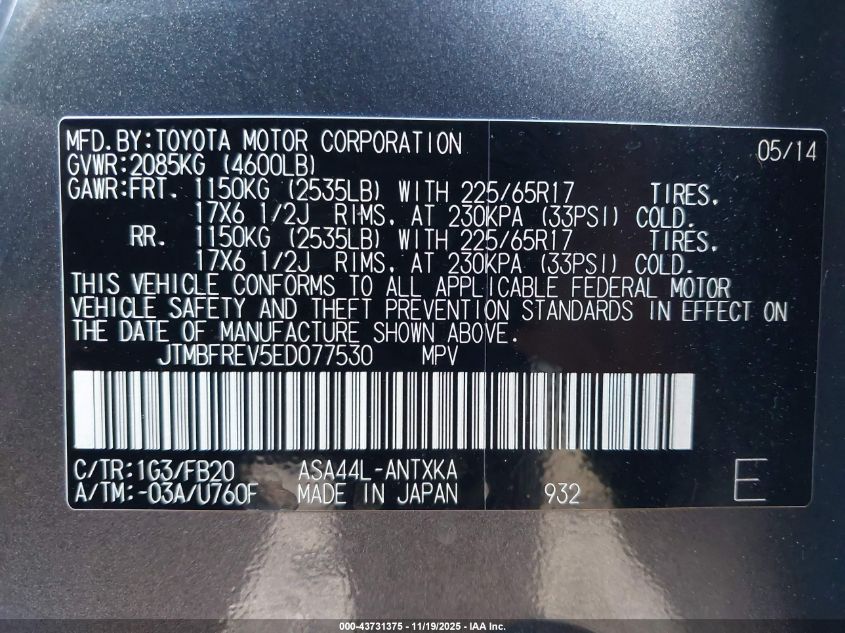 MFD.BY:TOYOTA MOTOR CORPORATION 05/14
GVWR:2085KG (4600LB)
GAWR:FRT. 1150KG (2535LB) WITH 225/65R17 TIRES.
17X6 1/2J RIMS. AT 230KPA (33PSI) COLD.
RR. 1150KG (2535LB) WITH 225/65R17 TIRES.
17X6 1/2J RIMS. AT 230KPA (33PSI) COLD.
THIS VEHICLE CONFORMS TO ALL APPLICABLE FEDERAL MOTOR
VEHICLE SAFETY AND THEFT PREVENTION STANDARDS IN EFFECT ON
THE DATE OF MANUFACTURE SHOWN ABOVE.
JTMBFREV5ED077530 MPV
C/TR:1G3/FB20 ASA44L-ANTXKA E
A/TM:-03A/U760F MADE IN JAPAN 932
000-43731375 - 11/19/2025 - IAA Inc.